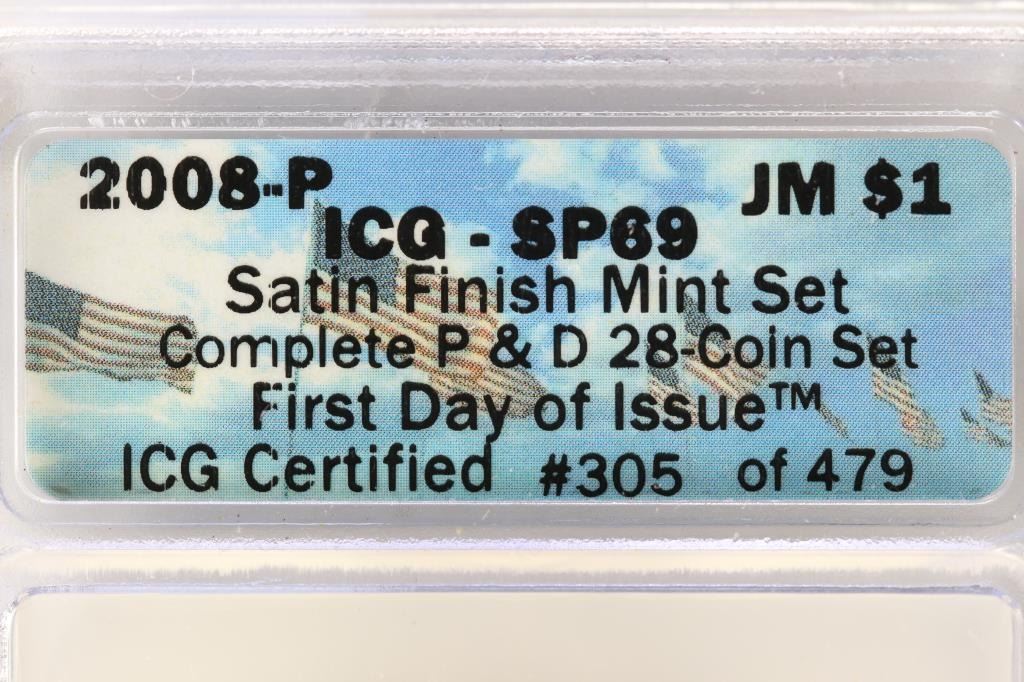 2008-P JM $1
ICG - SP69
Satin Finish Mint Set
Complete P & D 28-Coin Set
First Day of Issue™
ICG Certified #305 of 479